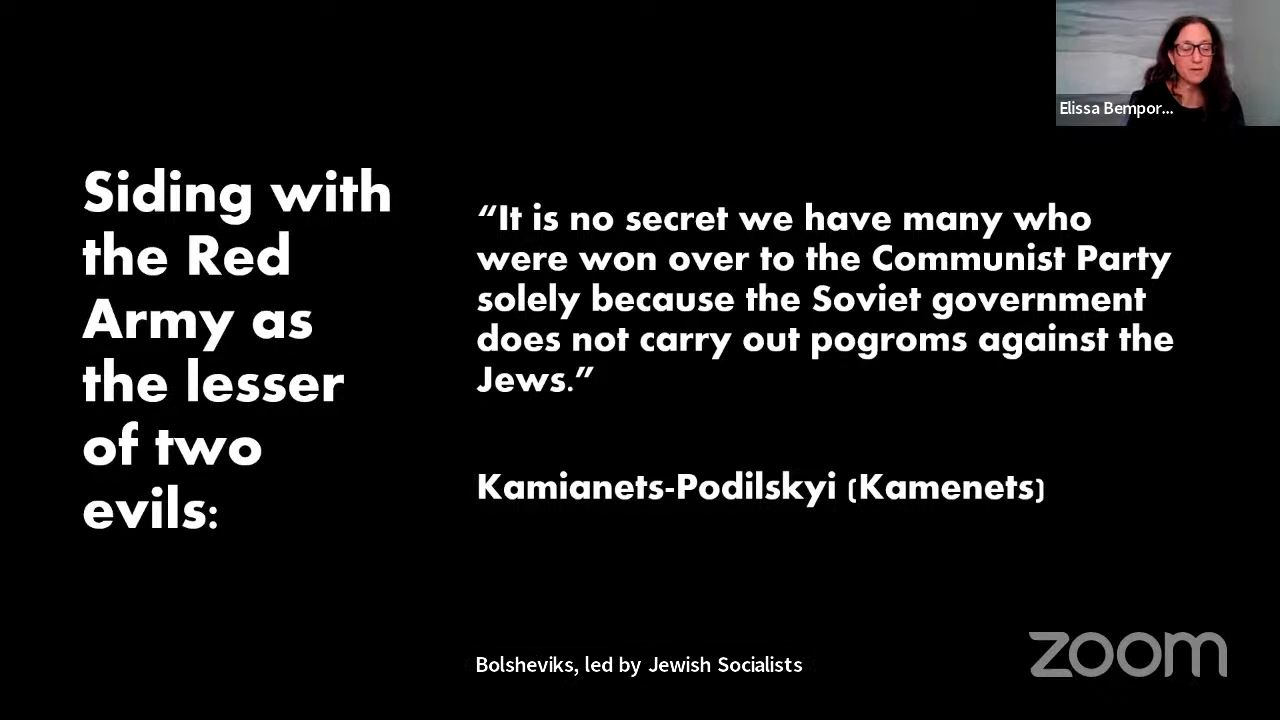 Elissa Bempor...
Siding with
the Red
Army as
the lesser
of two
evils:
“It is no secret we have many who
were won over to the Communist Party
solely because the Soviet government
does not carry out pogroms against the
Jews.”
Kamianets-Podilskyi (Kamenets)
Bolsheviks, led by Jewish Socialists
zoom